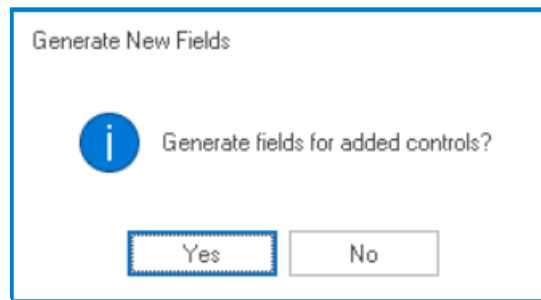 Generate New Fields
Generate fields for added controls?
Yes
No